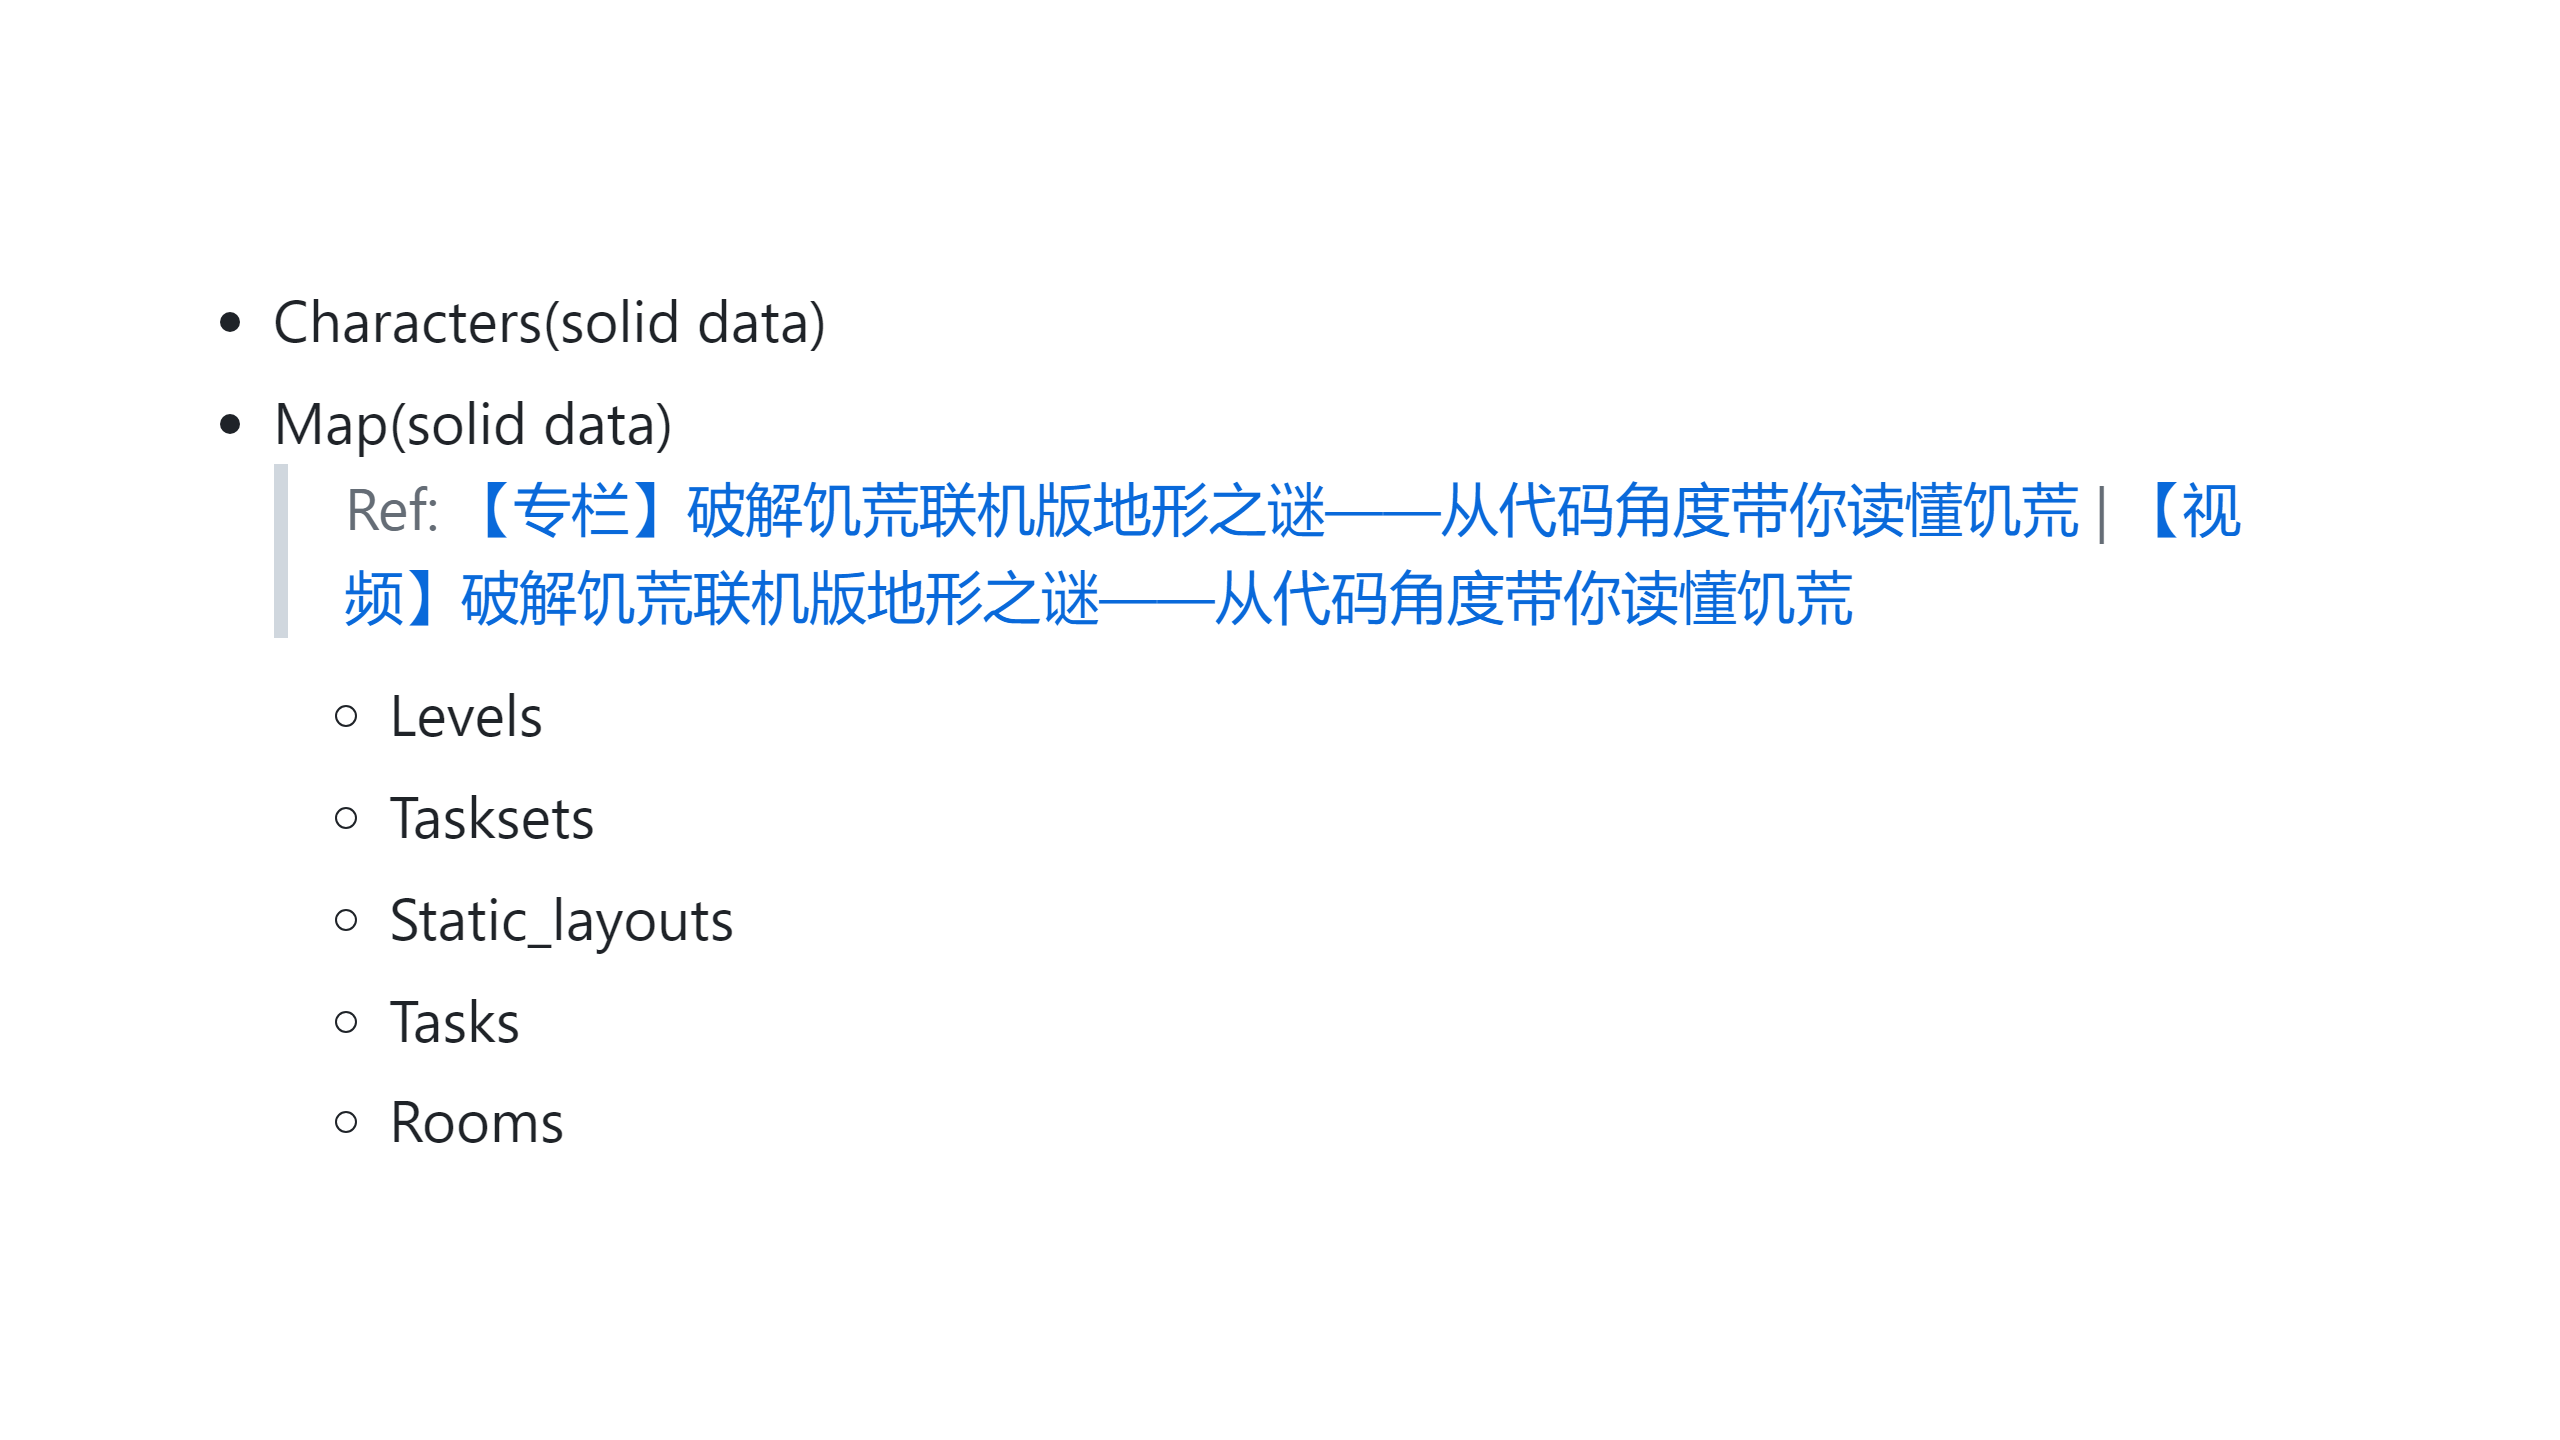 Characters(solid data)
Map(solid data)
Ref: 【专栏】破解饥荒联机版地形之谜——从代码角度带你读懂饥荒 | 【视
频】破解饥荒联机版地形之谜——从代码角度带你读懂饥荒
Levels
Tasksets
Static_layouts
Tasks
Rooms